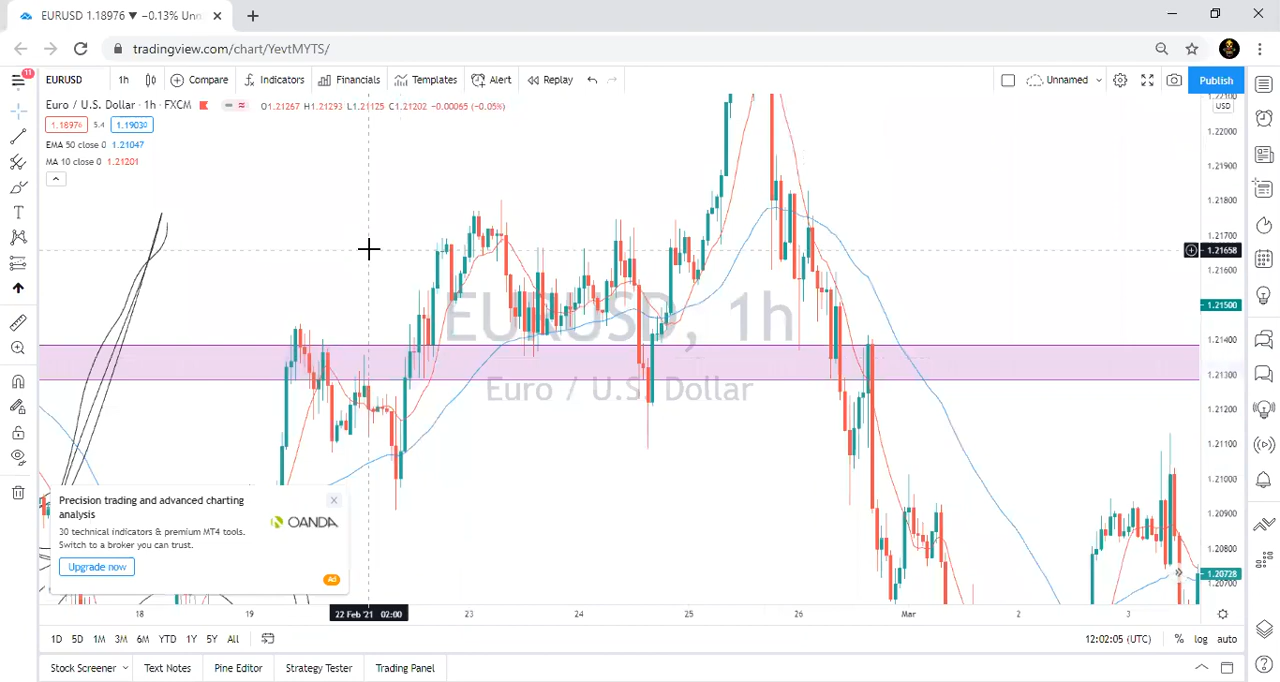 EURUSD 1.18976 ▼ −0.13% Unn
tradingview.com/chart/YevtMYTS/
11
EURUSD 1h Compare Indicators Financials Templates Alert Replay Unnamed Publish
Euro / U.S. Dollar · 1h · FXCM O1.21267 H1.21293 L1.21125 C1.21202 −0.00065 (−0.05%)
1.18976 5.4 1.19030
EMA 50 close 0 1.21047
MA 10 close 0 1.21201
USD
1.22100
1.22000
1.21900
1.21800
1.21700
1.21658
1.21600
1.21500
1.21400
1.21300
1.21200
1.21100
1.21000
1.20900
1.20800
1.20728
1.20700
EURUSD, 1h
Euro / U.S. Dollar
Precision trading and advanced charting
analysis
OANDA
30 technical indicators & premium MT4 tools.
Switch to a broker you can trust.
Upgrade now
Ad
18 19 22 Feb '21 02:00 23 24 25 26 Mar 2 3
1D 5D 1M 3M 6M YTD 1Y 5Y All 12:02:05 (UTC) % log auto
Stock Screener Text Notes Pine Editor Strategy Tester Trading Panel